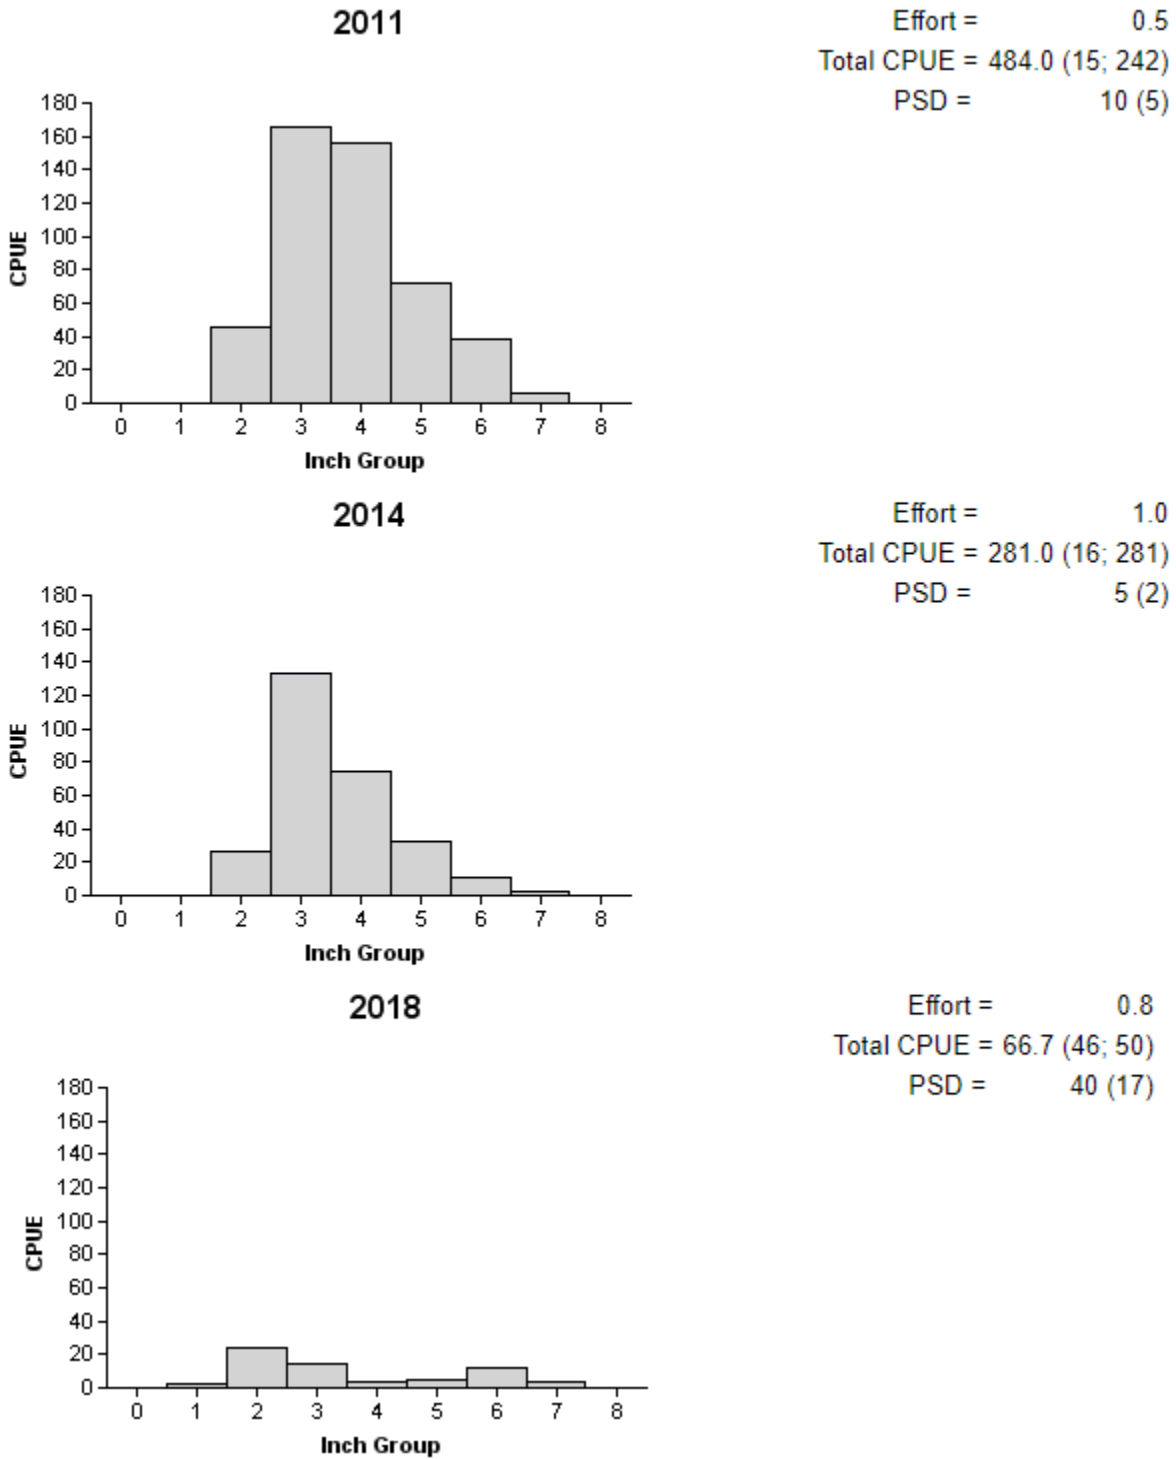 2011
Effort = 0.5
Total CPUE = 484.0 (15; 242)
PSD = 10 (5)
180
160
140
120
100
80
60
40
20
0
CPUE
0 1 2 3 4 5 6 7 8
Inch Group
2014
Effort = 1.0
Total CPUE = 281.0 (16; 281)
PSD = 5 (2)
180
160
140
120
100
80
60
40
20
0
CPUE
0 1 2 3 4 5 6 7 8
Inch Group
2018
Effort = 0.8
Total CPUE = 66.7 (46; 50)
PSD = 40 (17)
180
160
140
120
100
80
60
40
20
0
CPUE
0 1 2 3 4 5 6 7 8
Inch Group